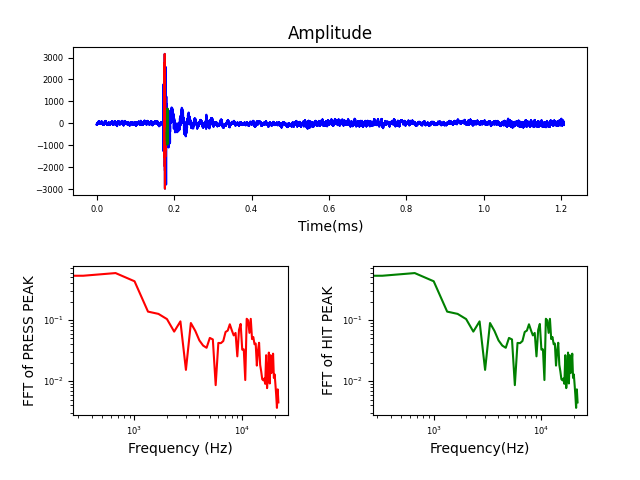 Amplitude
3000
2000
1000
0
−1000
−2000
−3000
0.0 0.2 0.4 0.6 0.8 1.0 1.2
Time(ms)
FFT of PRESS PEAK
10⁻¹
10⁻²
10³ 10⁴
Frequency (Hz)
FFT of HIT PEAK
10⁻¹
10⁻²
10³ 10⁴
Frequency(Hz)